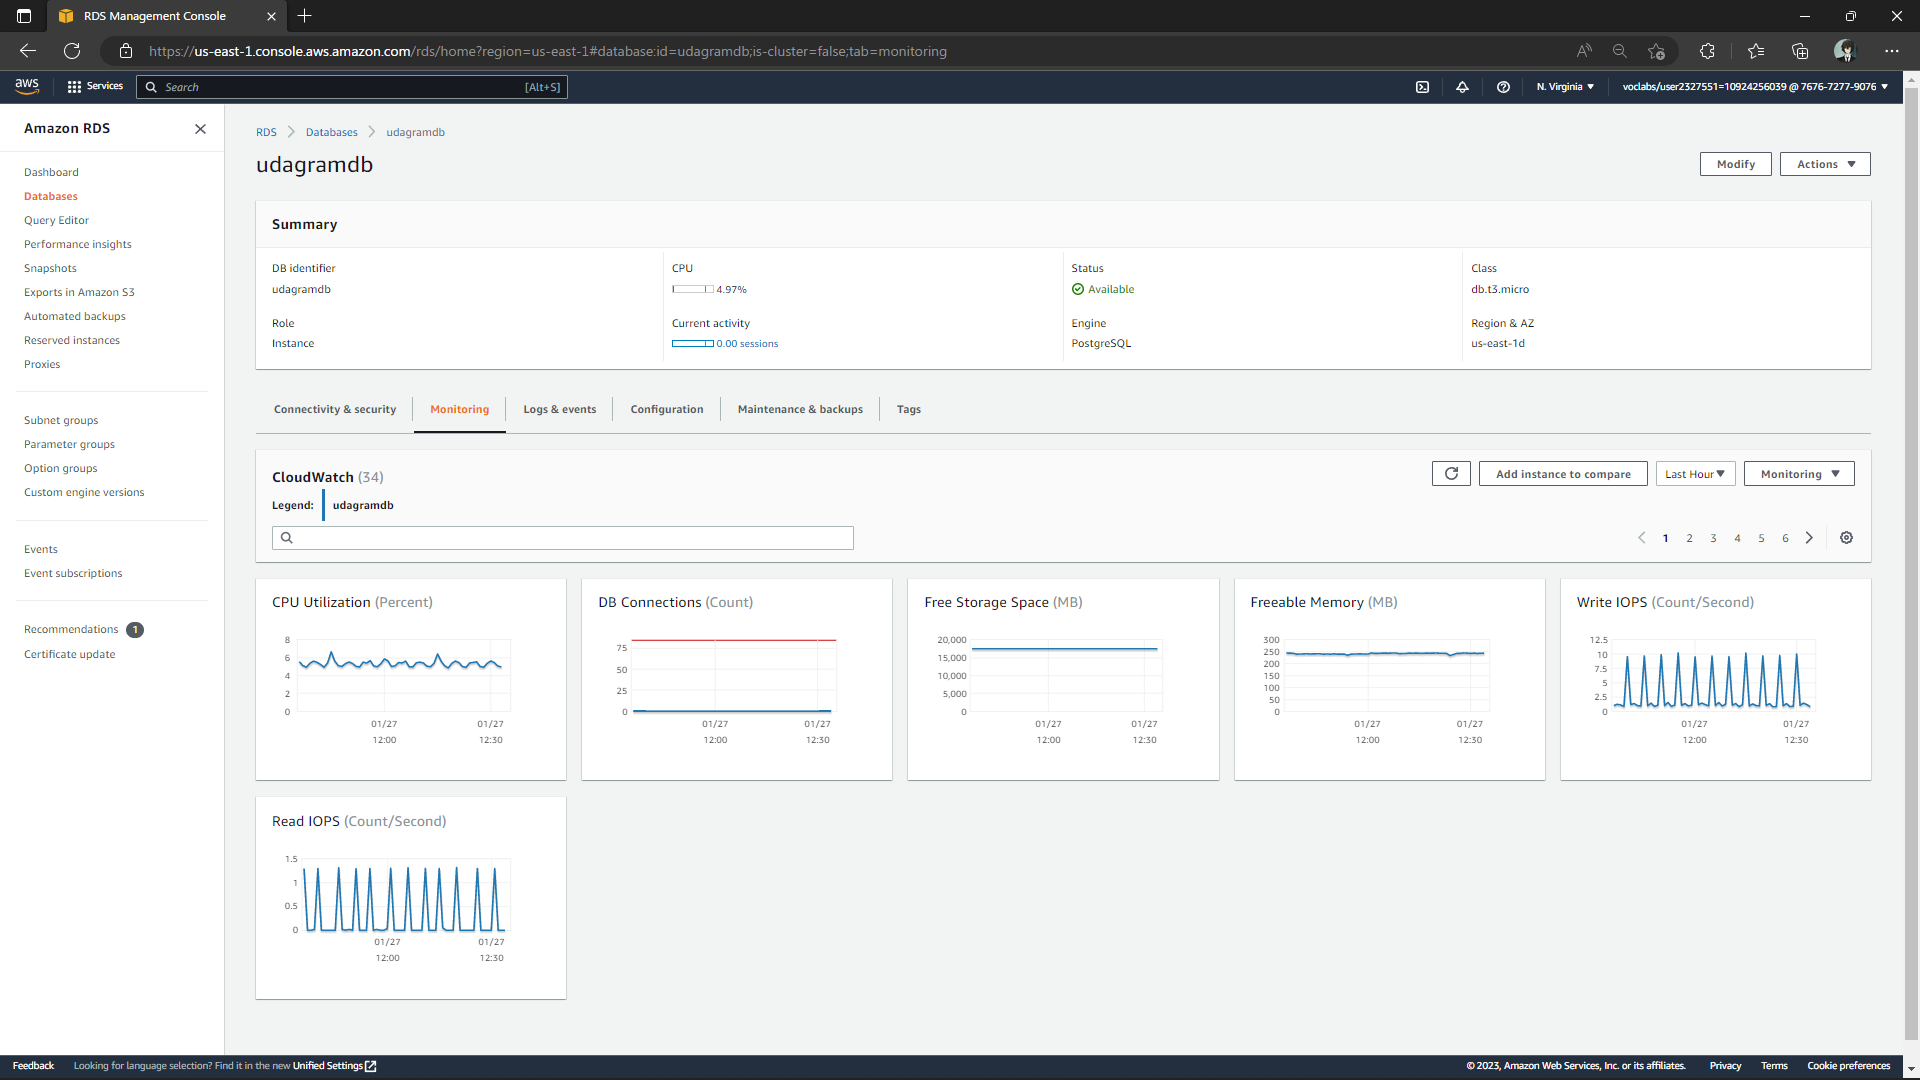 RDS Management Console
https://us-east-1.console.aws.amazon.com/rds/home?region=us-east-1#database:id=udagramdb;is-cluster=false;tab=monitoring
aws
Services
Search
[Alt+S]
N. Virginia
voclabs/user2327551=10924256039 @ 7676-7277-9076
Amazon RDS
Dashboard
Databases
Query Editor
Performance insights
Snapshots
Exports in Amazon S3
Automated backups
Reserved instances
Proxies
Subnet groups
Parameter groups
Option groups
Custom engine versions
Events
Event subscriptions
Recommendations 1
Certificate update
RDS
Databases
udagramdb
udagramdb
Modify
Actions
Summary
DB identifier
udagramdb
CPU
4.97%
Status
Available
Class
db.t3.micro
Role
Instance
Current activity
0.00 sessions
Engine
PostgreSQL
Region & AZ
us-east-1d
Connectivity & security
Monitoring
Logs & events
Configuration
Maintenance & backups
Tags
CloudWatch (34)
Add instance to compare
Last Hour
Monitoring
Legend:
udagramdb
1 2 3 4 5 6
CPU Utilization (Percent)
8
6
4
2
0
01/27
12:00
01/27
12:30
DB Connections (Count)
75
50
25
0
01/27
12:00
01/27
12:30
Free Storage Space (MB)
20,000
15,000
10,000
5,000
0
01/27
12:00
01/27
12:30
Freeable Memory (MB)
300
250
200
150
100
50
0
01/27
12:00
01/27
12:30
Write IOPS (Count/Second)
12.5
10
7.5
5
2.5
0
01/27
12:00
01/27
12:30
Read IOPS (Count/Second)
1.5
1
0.5
0
01/27
12:00
01/27
12:30
Feedback
Looking for language selection? Find it in the new Unified Settings
© 2023, Amazon Web Services, Inc. or its affiliates.
Privacy
Terms
Cookie preferences